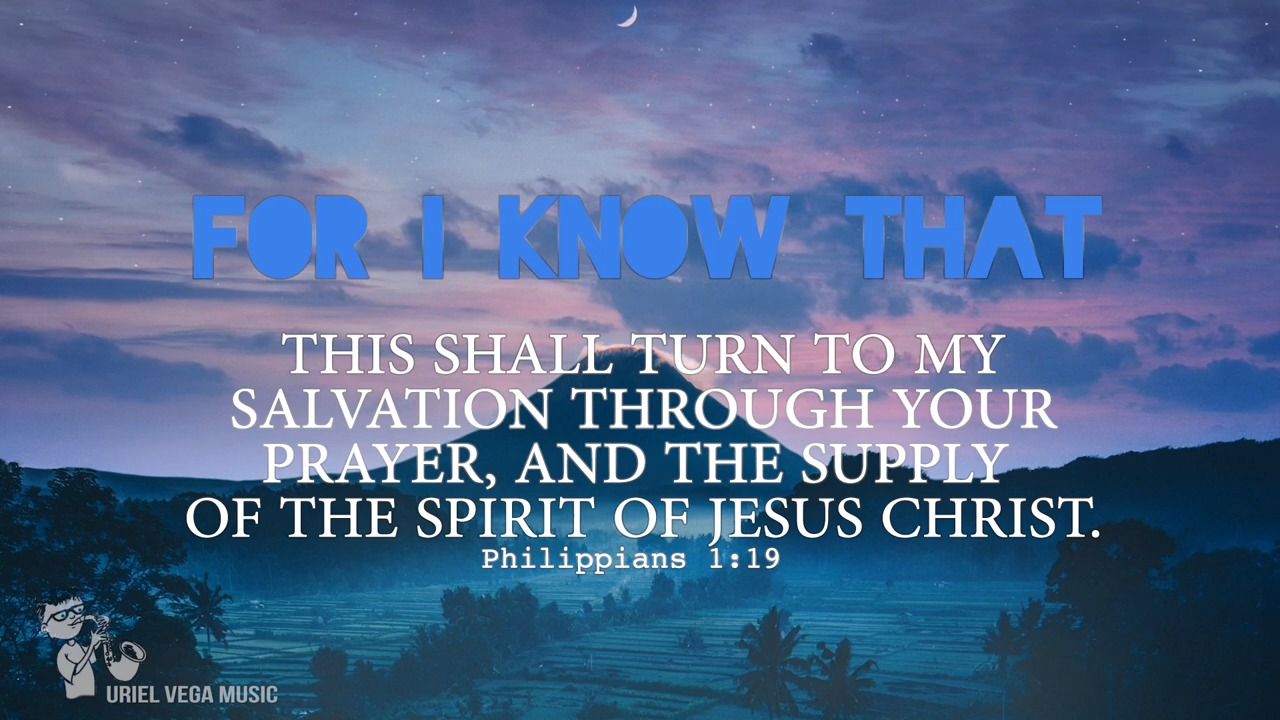 FOR I KNOW THAT
THIS SHALL TURN TO MY
SALVATION THROUGH YOUR
PRAYER, AND THE SUPPLY
OF THE SPIRIT OF JESUS CHRIST.
Philippians 1:19
URIEL VEGA MUSIC